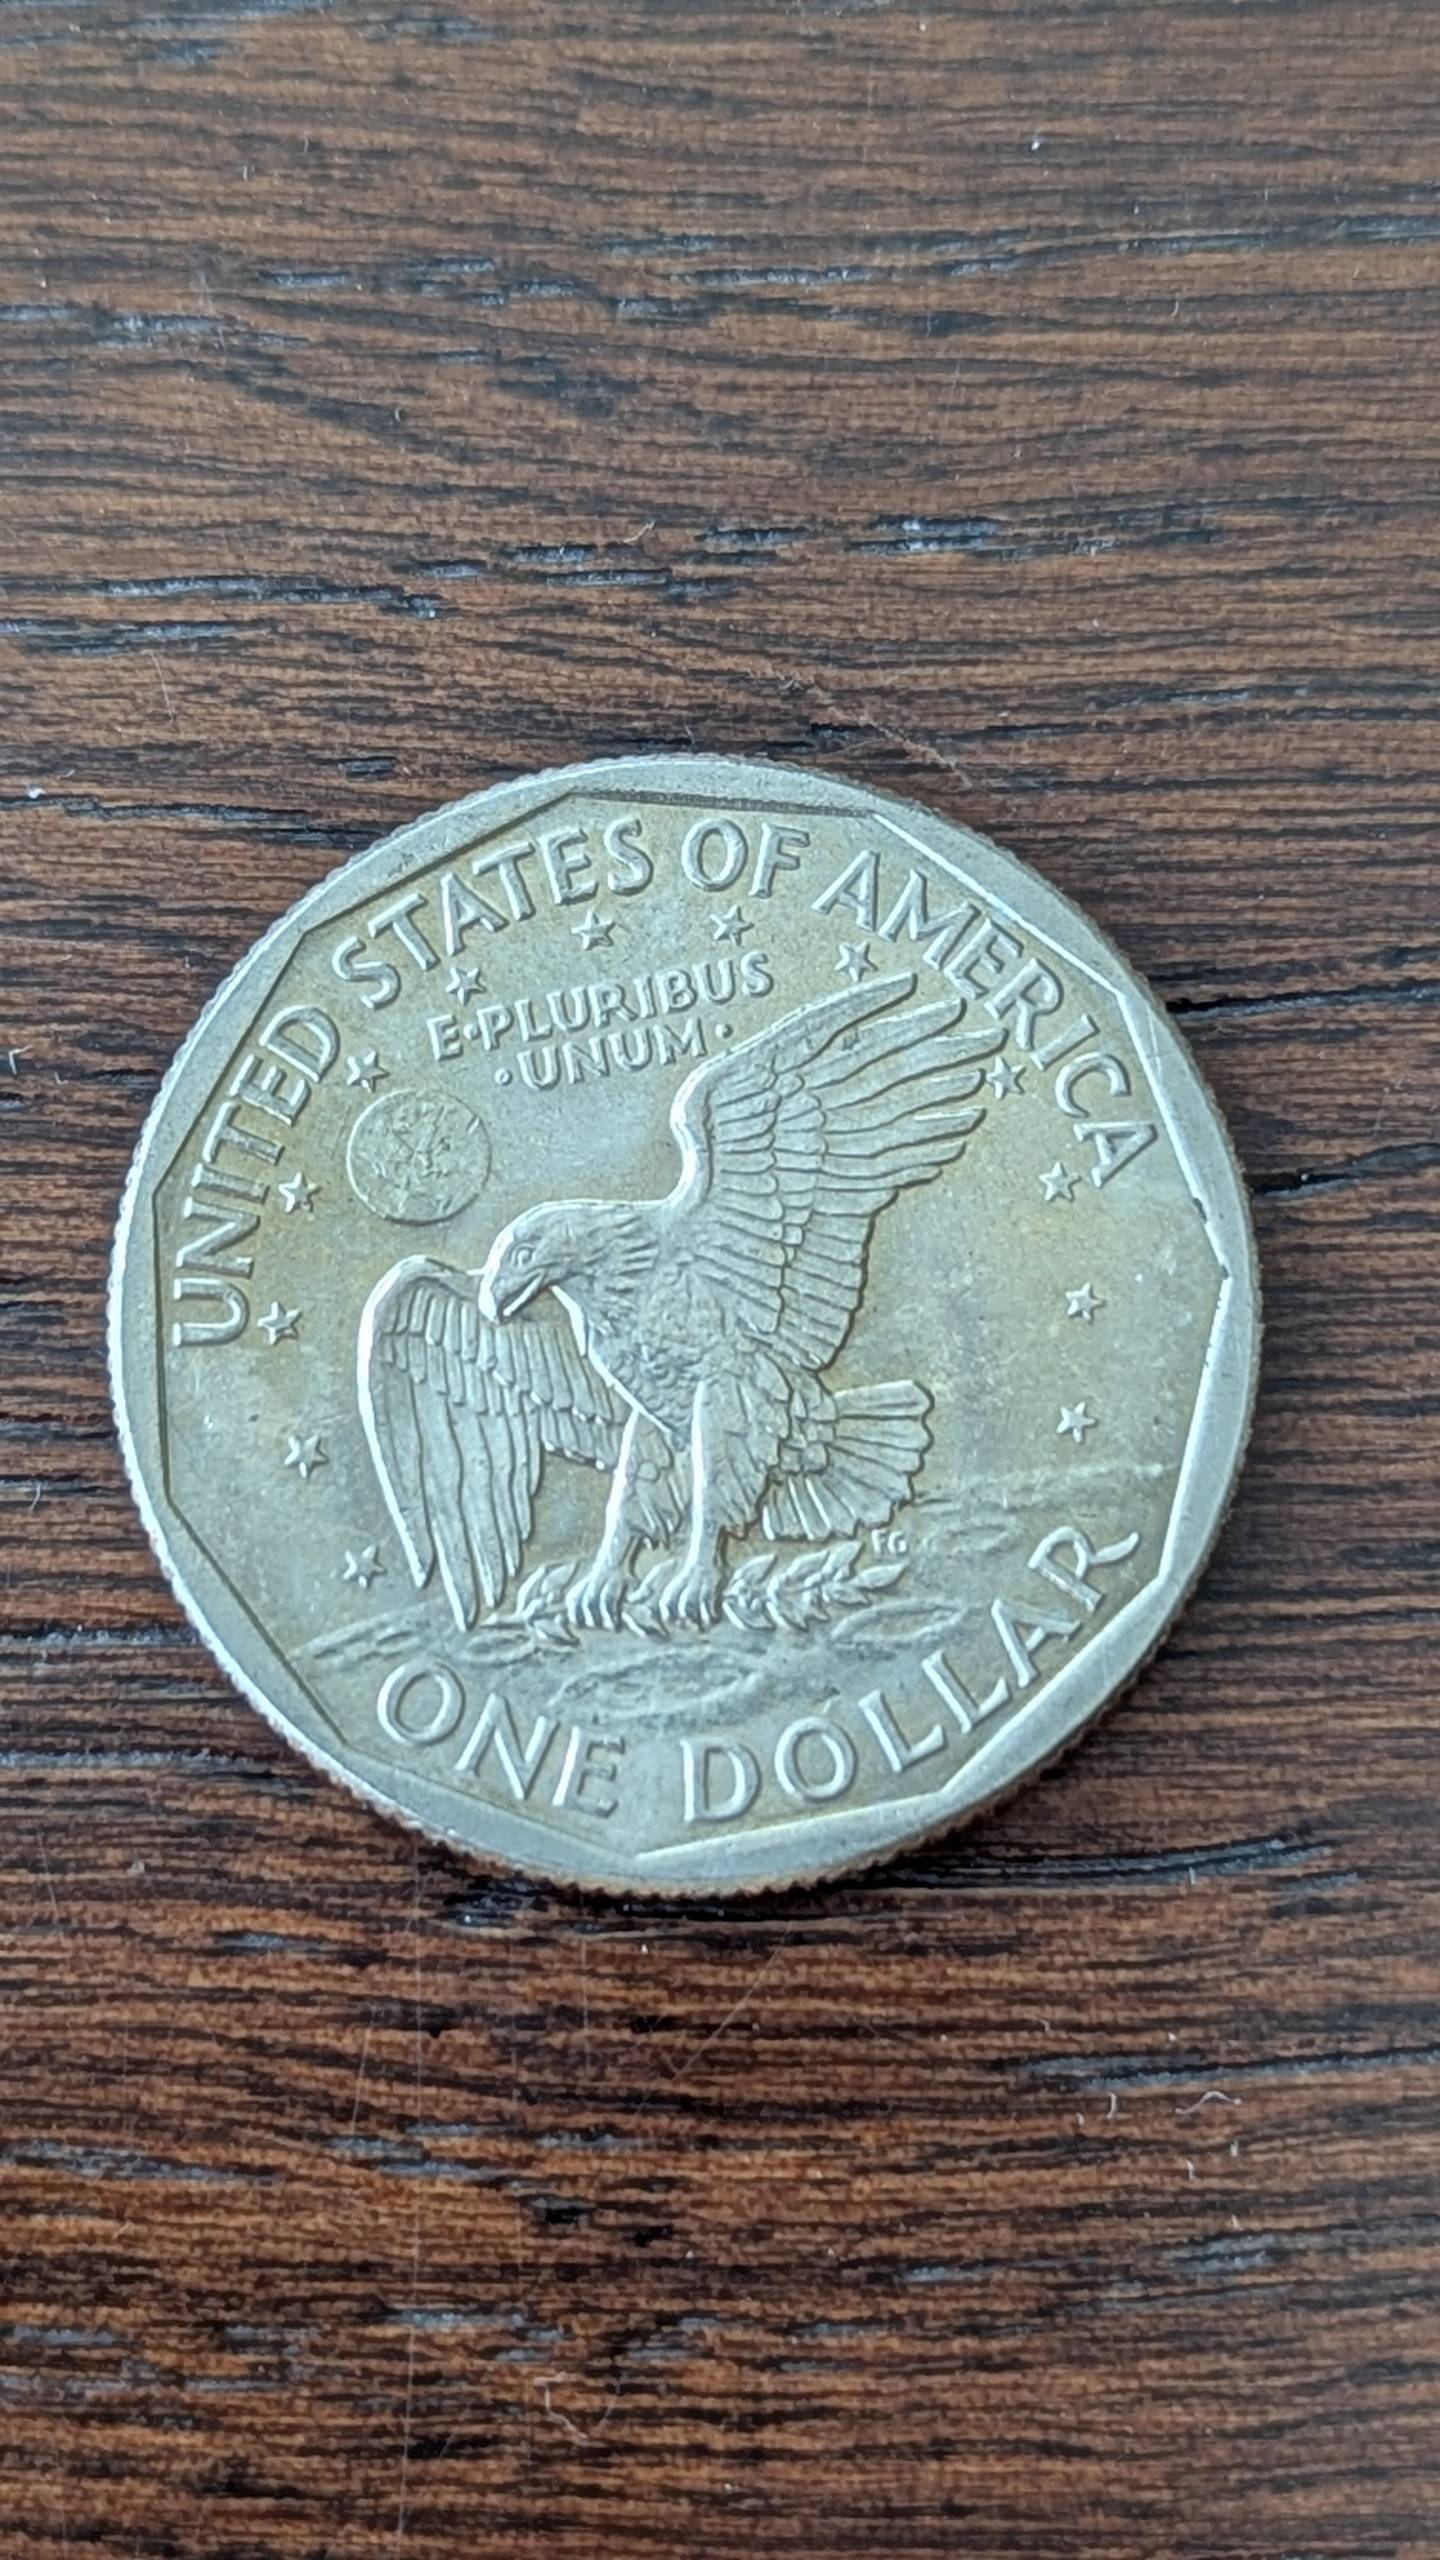 UNITED STATES OF AMERICA
E·PLURIBUS
·UNUM·
FG
ONE DOLLAR